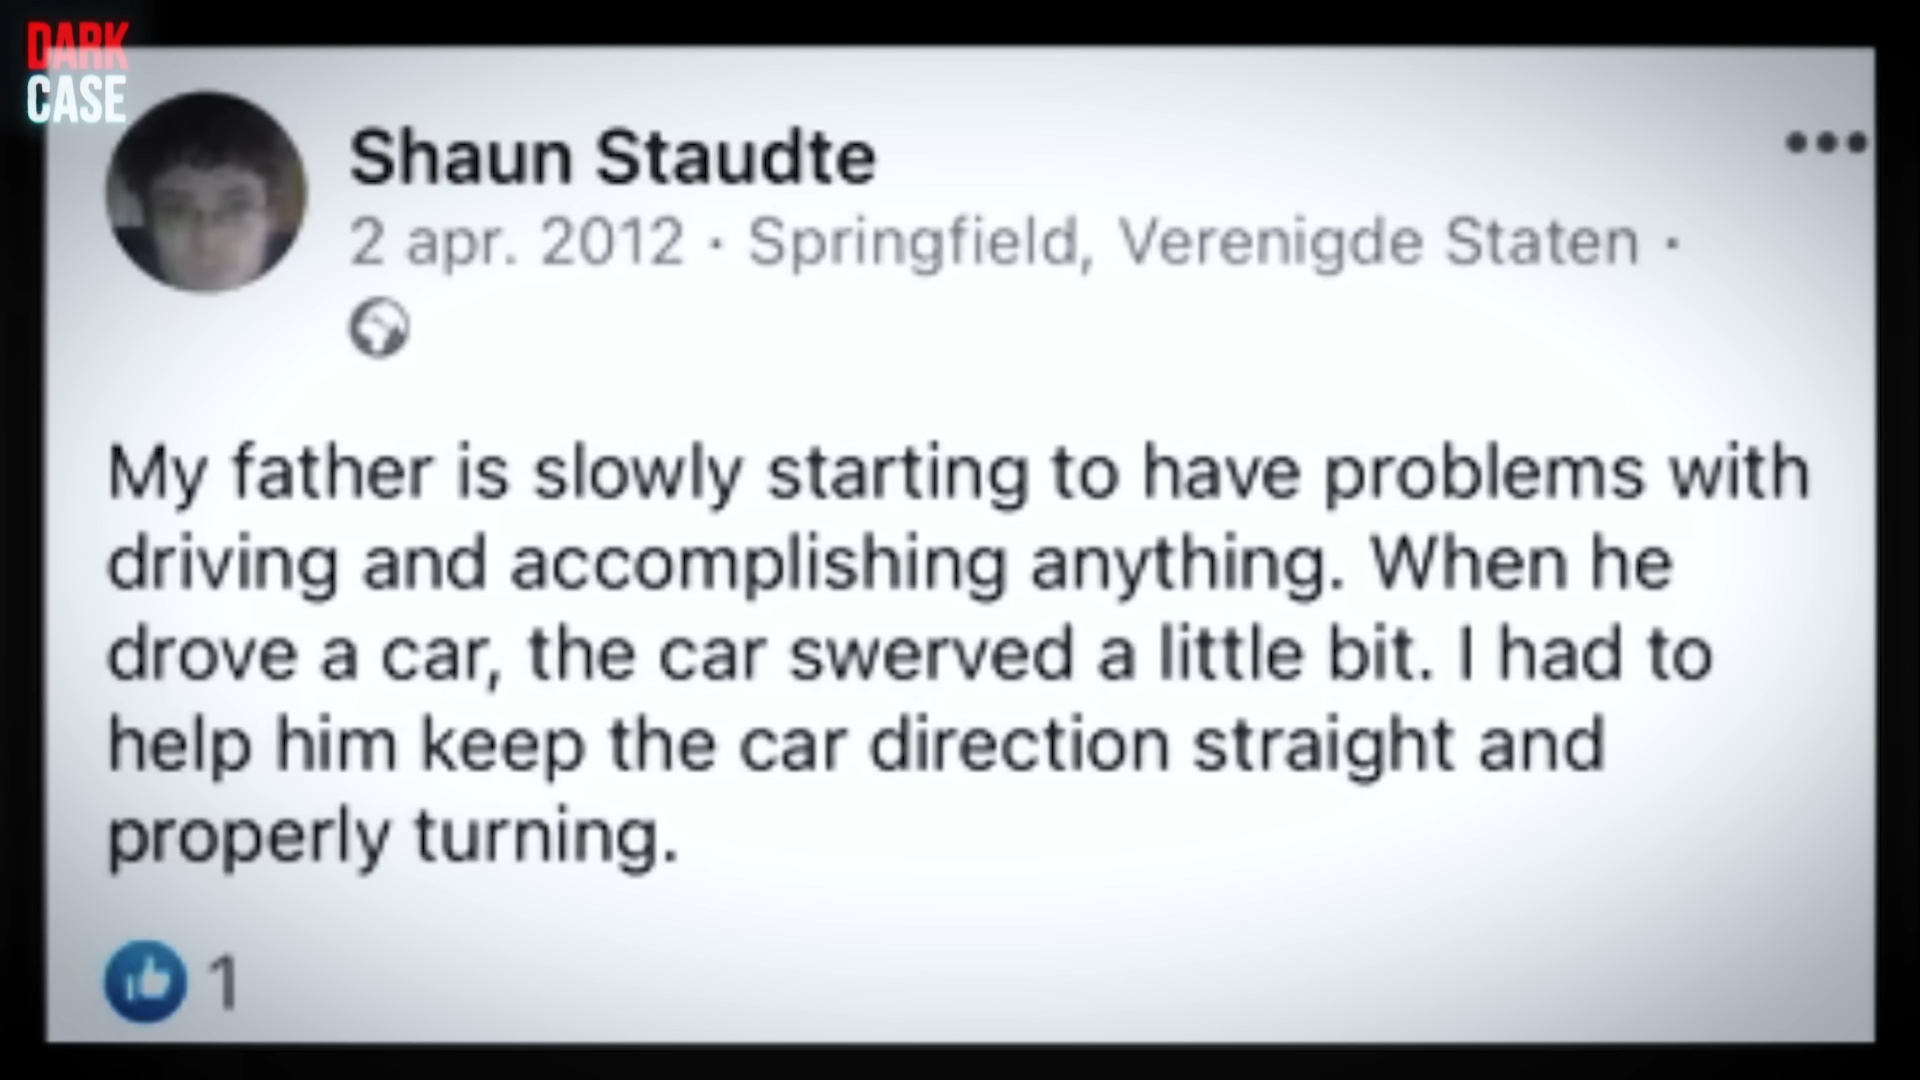 DARK
CASE
Shaun Staudte
2 apr. 2012 · Springfield, Verenigde Staten ·
My father is slowly starting to have problems with
driving and accomplishing anything. When he
drove a car, the car swerved a little bit. I had to
help him keep the car direction straight and
properly turning.
1